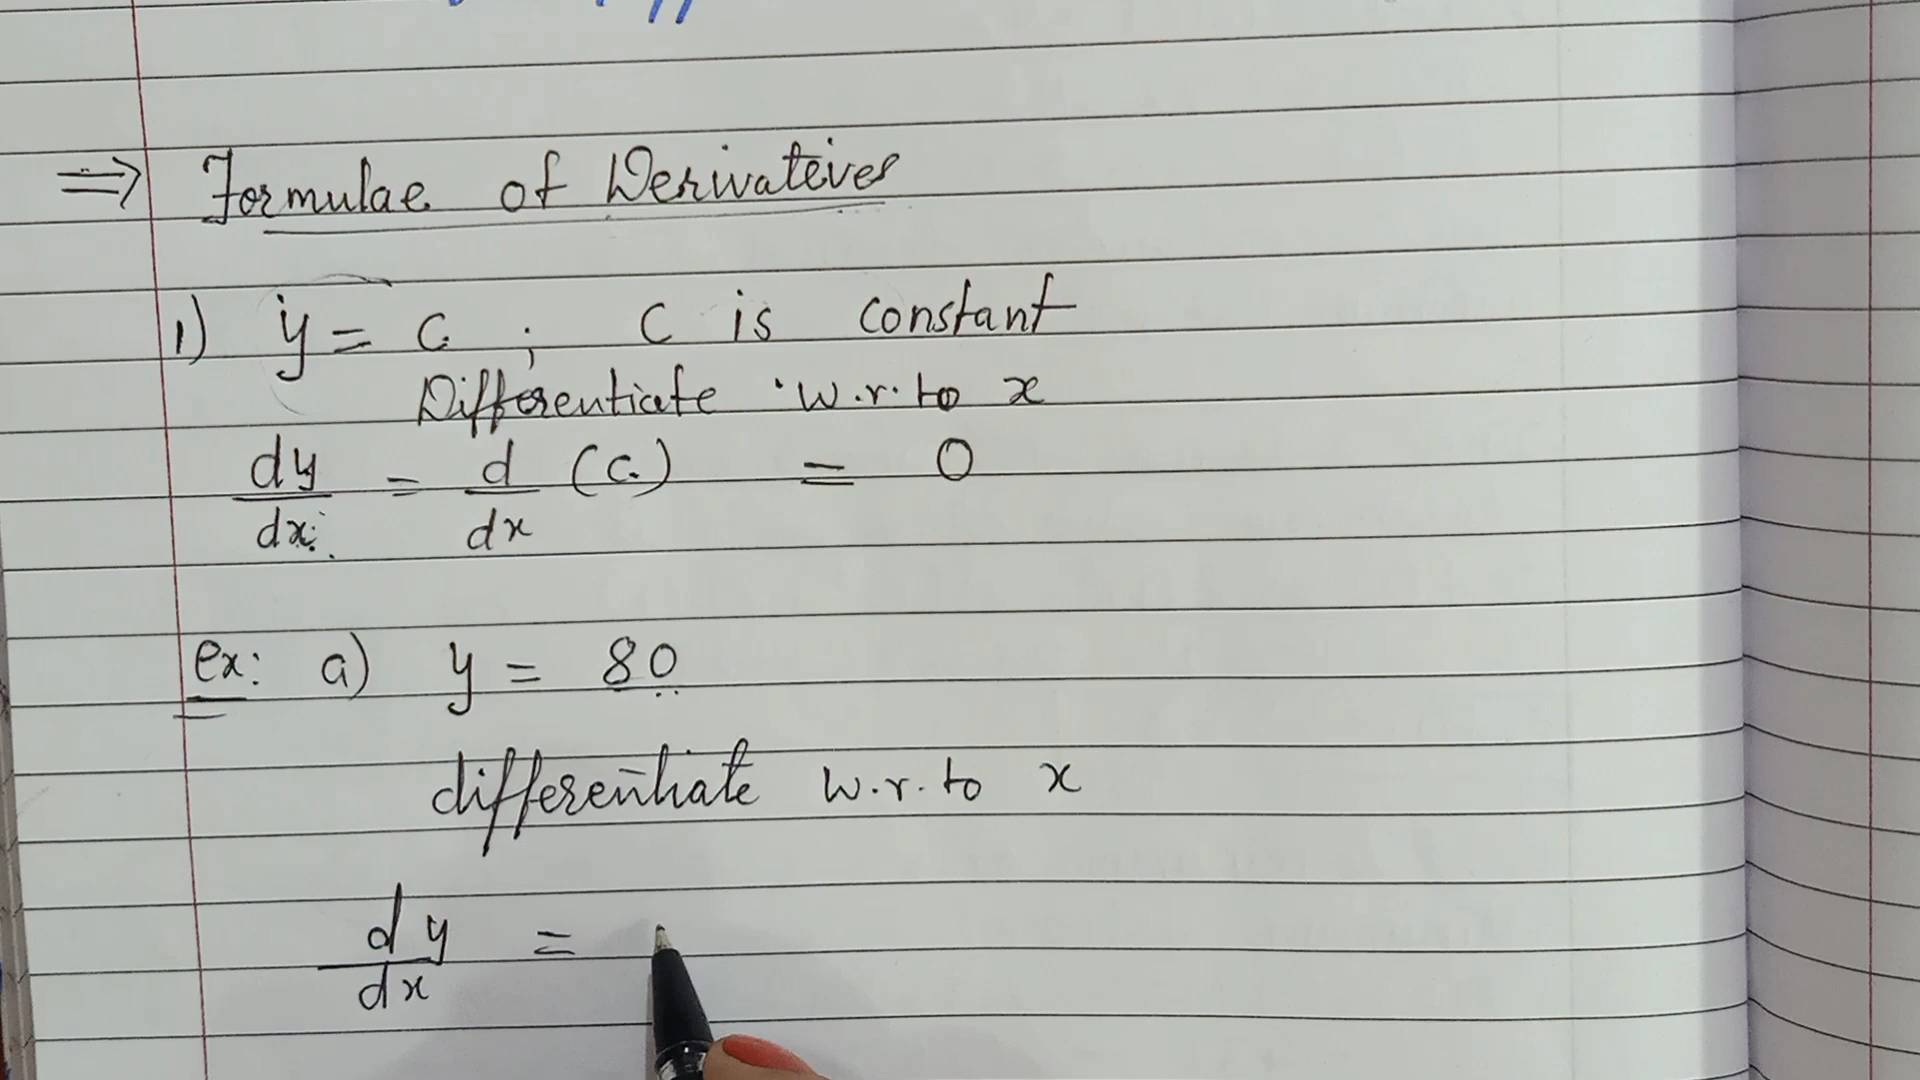 ⇒ Formulae of Derivatives
1) y = c ; c is constant
Differentiate w.r.to x
dy/dx = d/dx (c) = 0
ex: a) y = 80
differentiate w.r.to x
dy/dx =